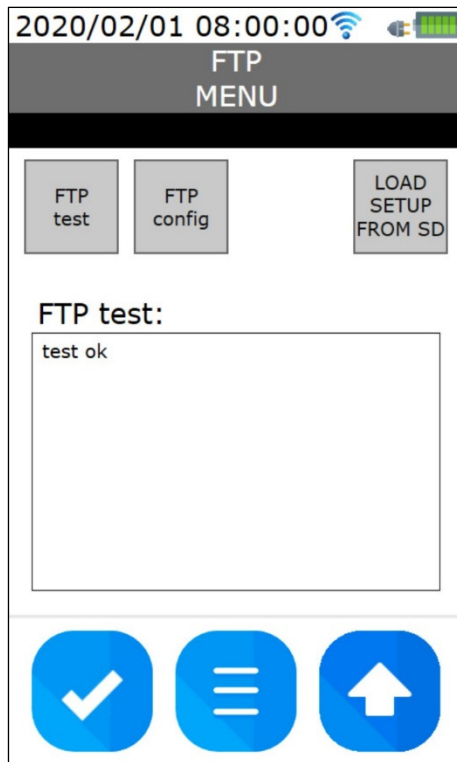 2020/02/01 08:00:00
FTP
MENU
FTP
test
FTP
config
LOAD
SETUP
FROM SD
FTP test:
test ok